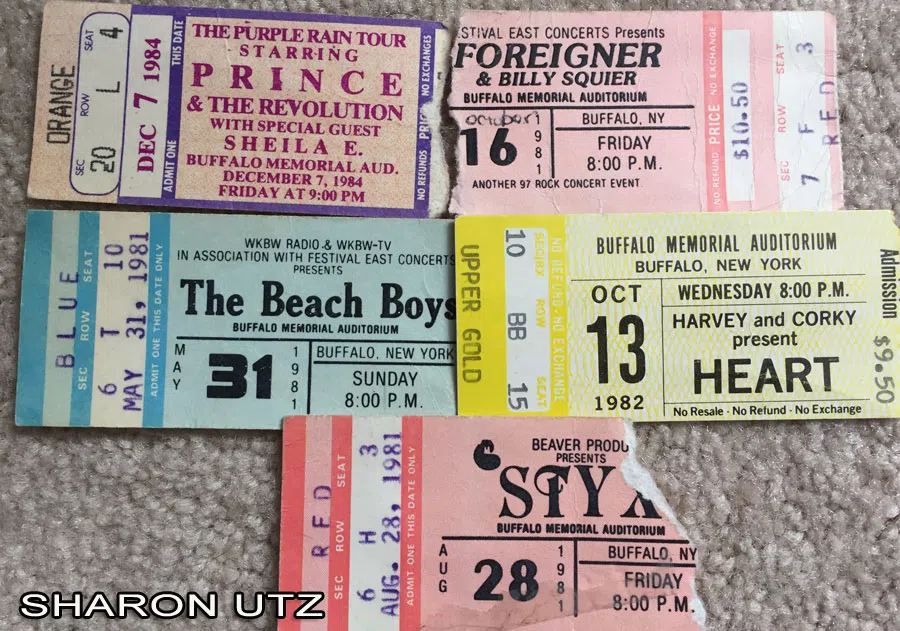 ORANGE
SEC 20 ROW L SEAT 4
DEC 7 1984
ADMIT ONE THIS DATE
THE PURPLE RAIN TOUR
STARRING
PRINCE
& THE REVOLUTION
WITH SPECIAL GUEST
SHEILA E.
BUFFALO MEMORIAL AUD.
DECEMBER 7, 1984
FRIDAY AT 9:00 PM
NO REFUNDS PRIC NO EXCHANGES
STIVAL EAST CONCERTS Presents
FOREIGNER
& BILLY SQUIER
BUFFALO MEMORIAL AUDITORIUM
16
1981
BUFFALO, NY
FRIDAY
8:00 P.M.
ANOTHER 97 ROCK CONCERT EVENT
NO REFUNDS PRICE NO EXCHANGE
$10.50
SEC ROW SEAT
7 F 3
RED
BLUE
SEC ROW SEAT
6 T 10
MAY 31, 1981
ADMIT ONE THIS DATE ONLY
WKBW RADIO & WKBW-TV
IN ASSOCIATION WITH FESTIVAL EAST CONCERTS
PRESENTS
The Beach Boys
BUFFALO MEMORIAL AUDITORIUM
MAY 31 1981
BUFFALO, NEW YORK
SUNDAY
8:00 P.M.
UPPER GOLD
10 BB 15
SEC/BX ROW SEAT
NO REFUND-NO EXCHANGE
BUFFALO MEMORIAL AUDITORIUM
BUFFALO, NEW YORK
OCT
13
1982
WEDNESDAY 8:00 P.M.
HARVEY and CORKY
present
HEART
No Resale - No Refund - No Exchange
Admission
$9.50
RED
SEC ROW SEAT
6 H 3
AUG. 28, 1981
ADMIT ONE THIS DATE ONLY
BEAVER PRODU
PRESENTS
STYX
BUFFALO MEMORIAL AUDITORIUM
AUG 28 1981
BUFFALO, NY
FRIDAY
8:00 P.M.
SHARON UTZ